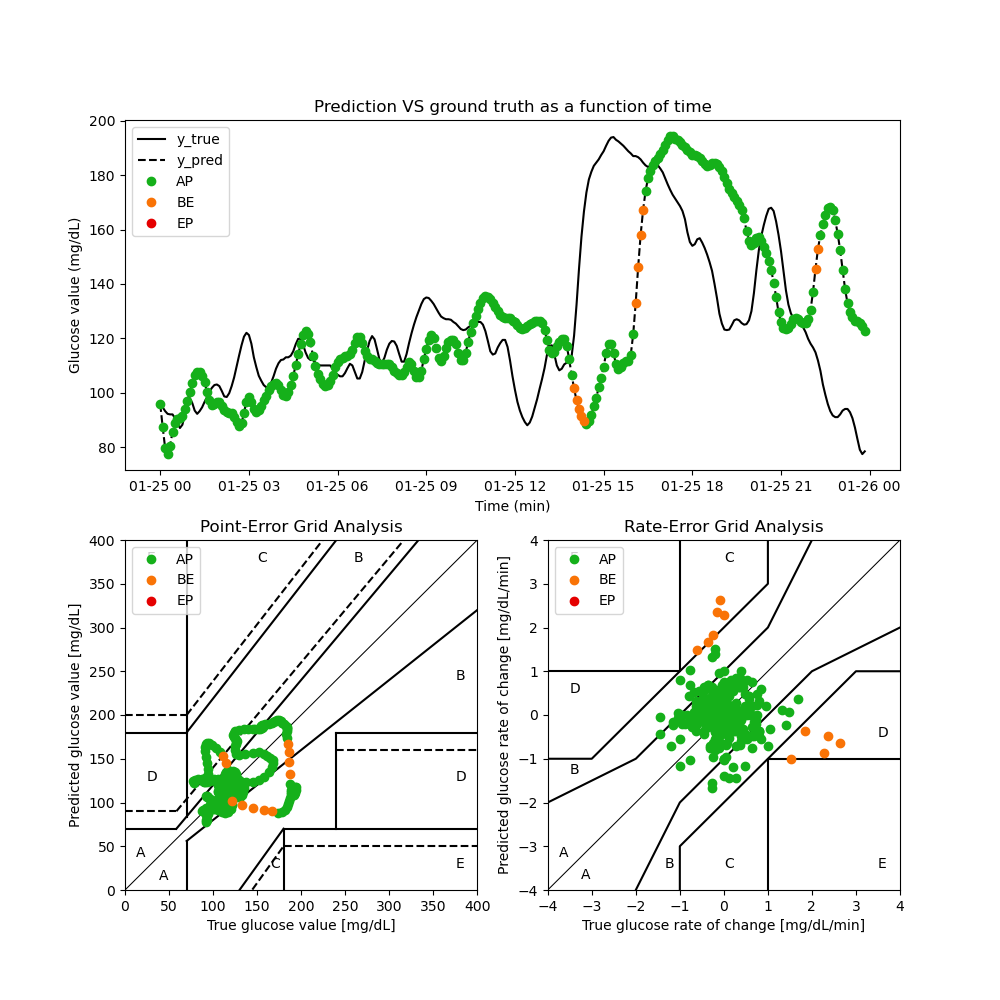 Prediction VS ground truth as a function of time
Glucose value (mg/dL)
200
180
160
140
120
100
80
y_true
y_pred
AP
BE
EP
01-25 00 01-25 03 01-25 06 01-25 09 01-25 12 01-25 15 01-25 18 01-25 21 01-26 00
Time (min)
Point-Error Grid Analysis
Predicted glucose value [mg/dL]
400
350
300
250
200
150
100
50
0
AP
BE
EP
C
B
B
D
D
A
A
C
E
0 50 100 150 200 250 300 350 400
True glucose value [mg/dL]
Rate-Error Grid Analysis
Predicted glucose rate of change [mg/dL/min]
4
3
2
1
0
−1
−2
−3
−4
AP
BE
EP
C
D
D
B
A
A
B
C
E
−4 −3 −2 −1 0 1 2 3 4
True glucose rate of change [mg/dL/min]